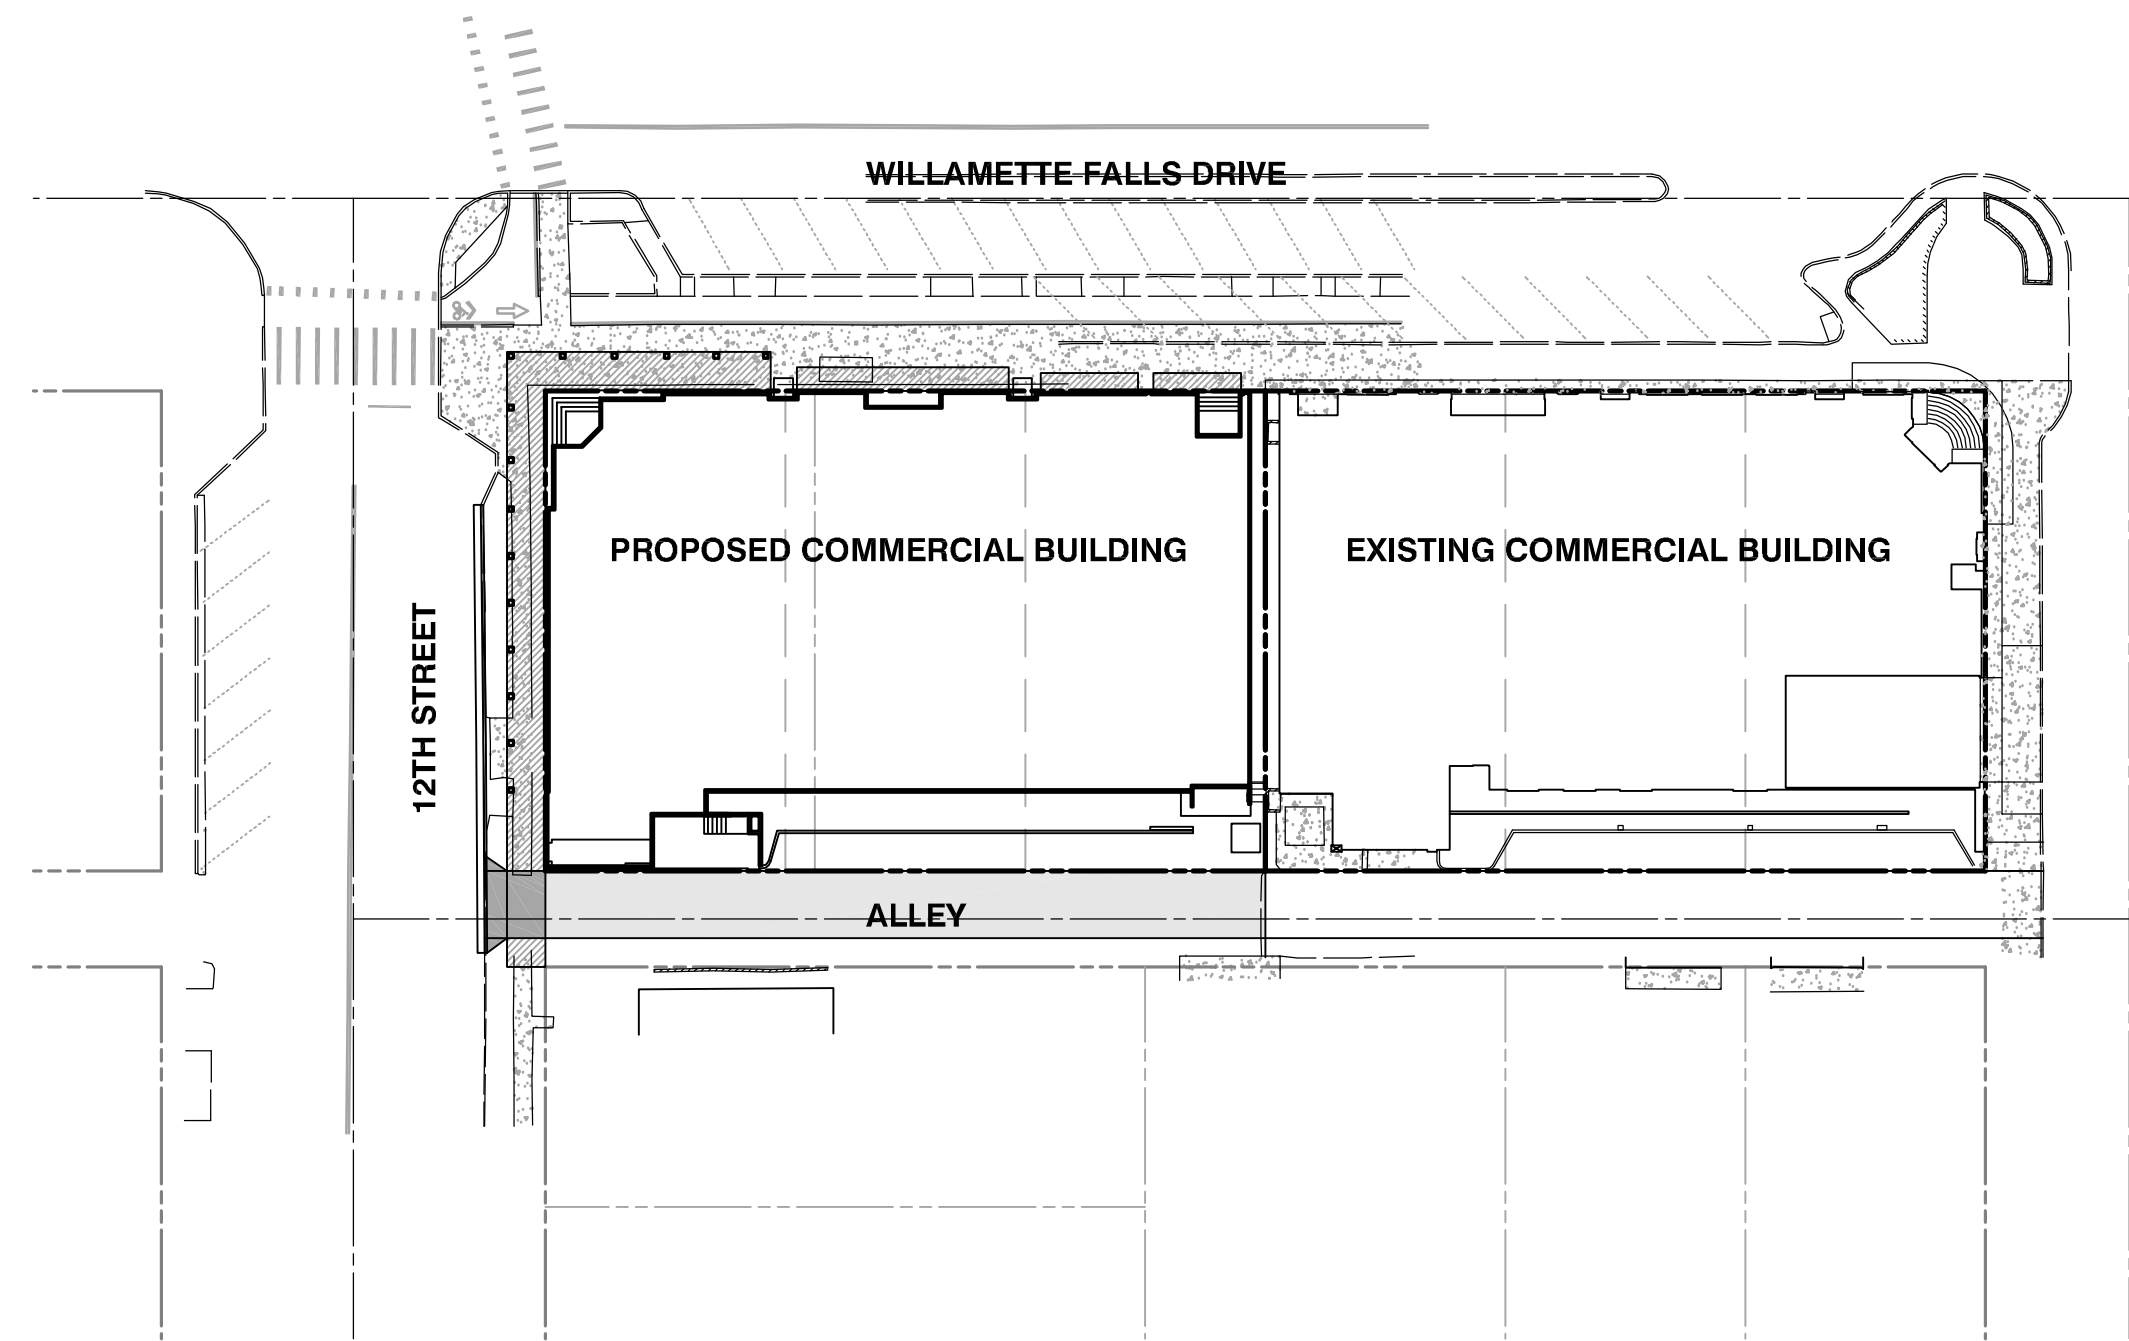 WILLAMETTE FALLS DRIVE
PROPOSED COMMERCIAL BUILDING
EXISTING COMMERCIAL BUILDING
12TH STREET
ALLEY